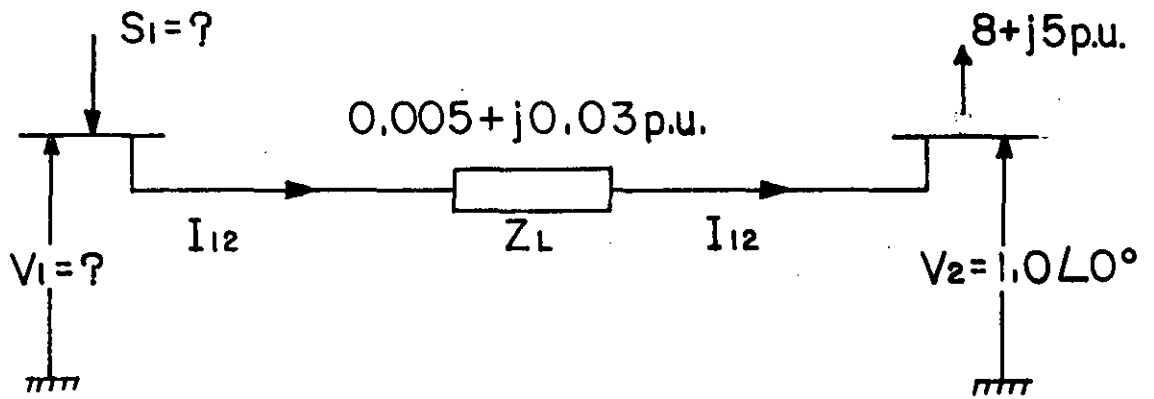 S1=?
8+j5p.u.
0.005+j0.03p.u.
I12
ZL
I12
V1=?
V2=1.0∠0°